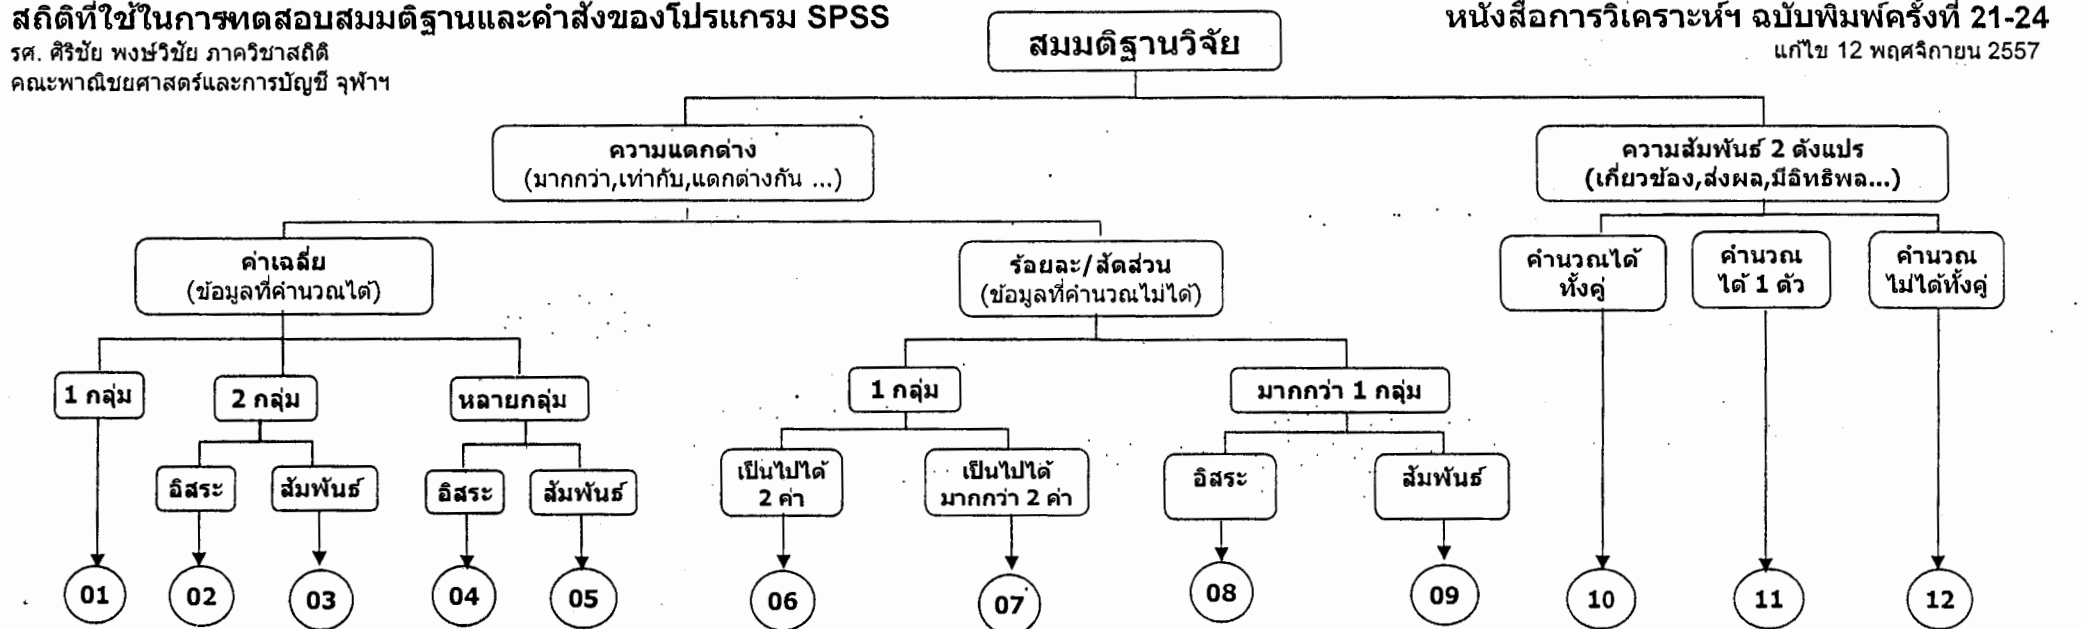 สถิติที่ใช้ในการทดสอบสมมติฐานและคำสั่งของโปรแกรม SPSS
รศ. ศิริชัย พงษ์วิชัย ภาควิชาสถิติ
คณะพาณิชยศาสตร์และการบัญชี จุฬาฯ
หนังสือการวิเคราะห์ฯ ฉบับพิมพ์ครั้งที่ 21-24
แก้ไข 12 พฤศจิกายน 2557
สมมติฐานวิจัย
ความแตกต่าง
(มากกว่า,เท่ากับ,แตกต่างกัน ...)
ความสัมพันธ์ 2 ตัวแปร
(เกี่ยวข้อง,ส่งผล,มีอิทธิพล...)
ค่าเฉลี่ย
(ข้อมูลที่คำนวณได้)
ร้อยละ/สัดส่วน
(ข้อมูลที่คำนวณไม่ได้)
คำนวณได้
ทั้งคู่
คำนวณ
ได้ 1 ตัว
คำนวณ
ไม่ได้ทั้งคู่
1 กลุ่ม
2 กลุ่ม
หลายกลุ่ม
1 กลุ่ม
มากกว่า 1 กลุ่ม
อิสระ
สัมพันธ์
อิสระ
สัมพันธ์
เป็นไปได้
2 ค่า
เป็นไปได้
มากกว่า 2 ค่า
อิสระ
สัมพันธ์
01
02
03
04
05
06
07
08
09
10
11
12